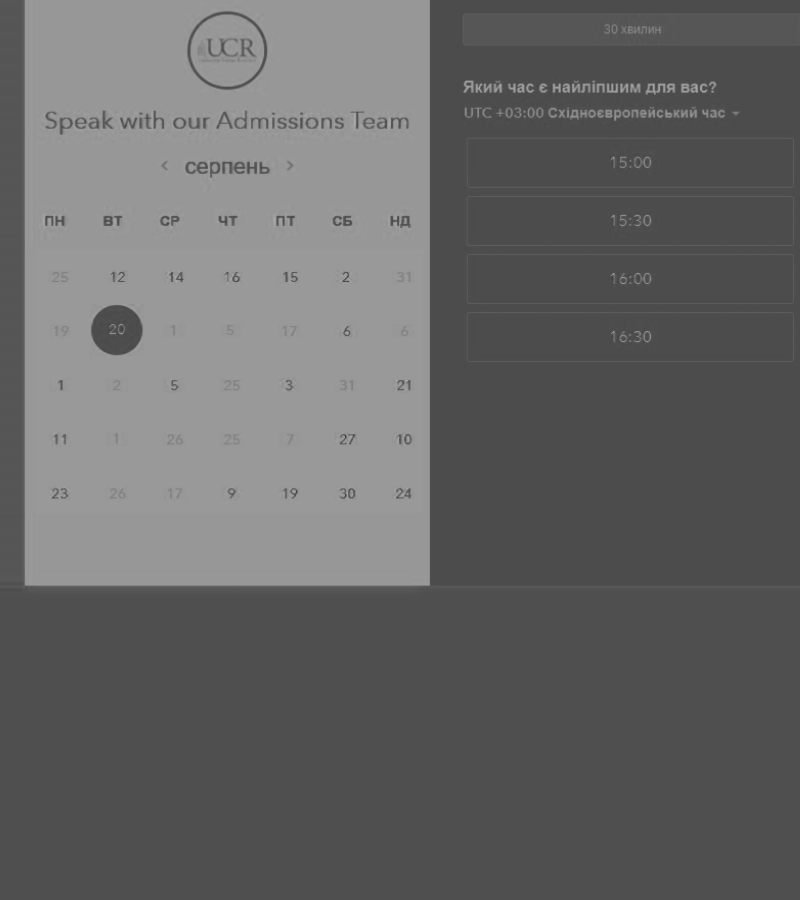 UCR
Speak with our Admissions Team
< серпень >
ПН ВТ СР ЧТ ПТ СБ НД
25 12 14 16 15 2 31
19 20 1 5 17 6 6
1 2 5 25 3 31 21
11 1 26 25 7 27 10
23 26 17 9 19 30 24
30 хвилин
Який час є найліпшим для вас?
UTC +03:00 Східноєвропейський час
15:00
15:30
16:00
16:30